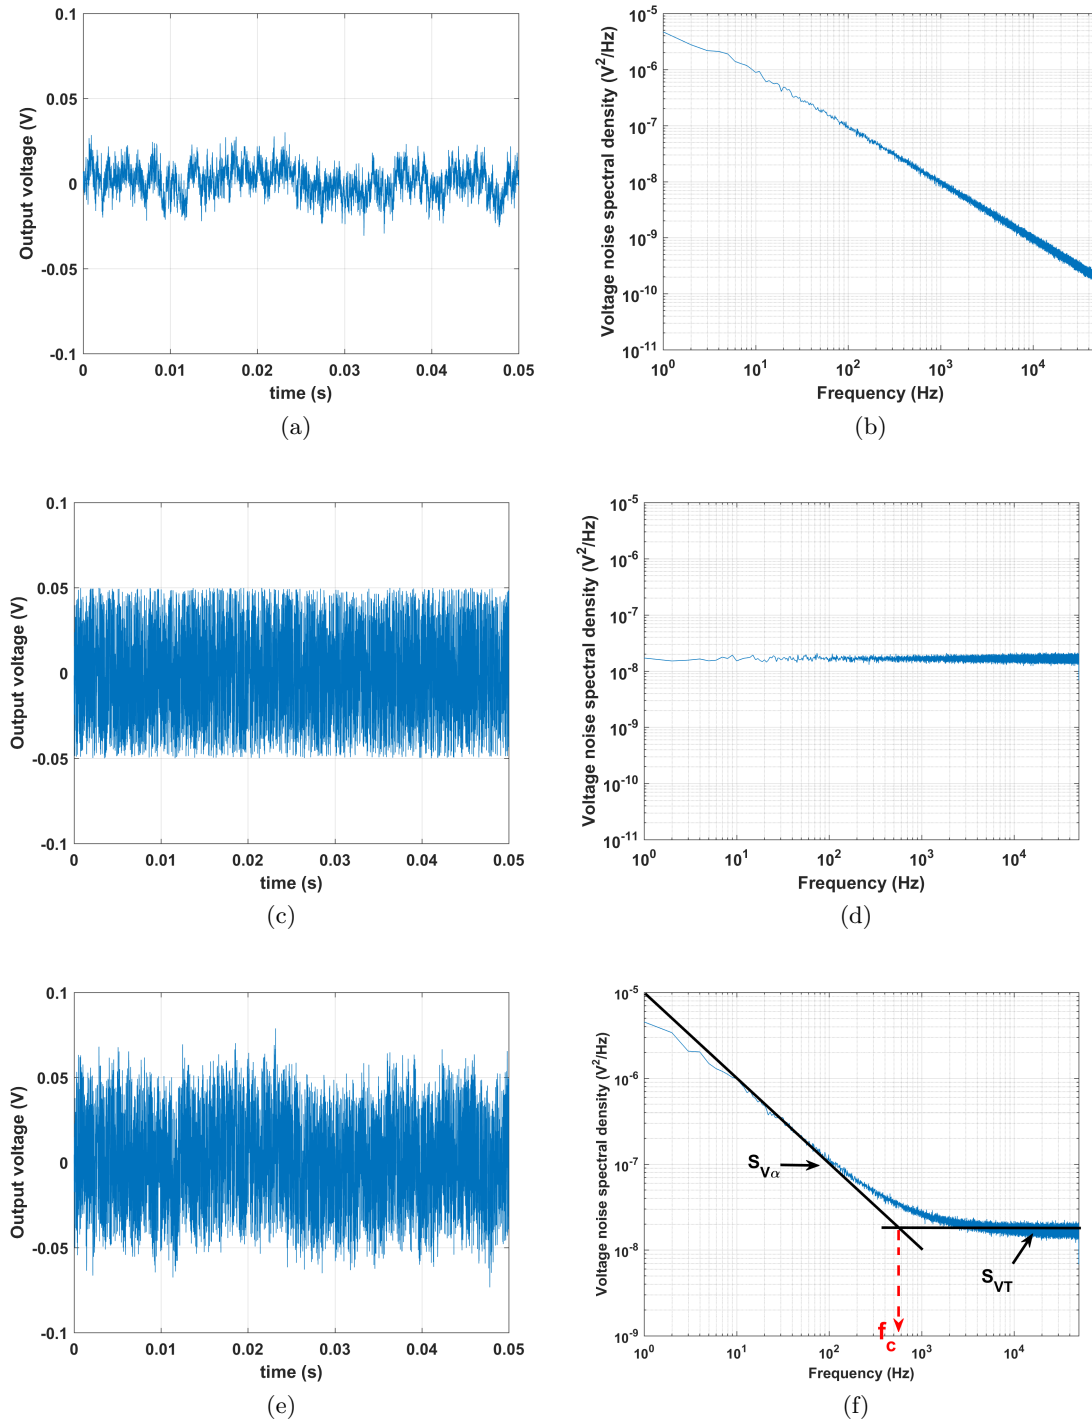 0.1
0.05
0
-0.05
-0.1
Output voltage (V)
0 0.01 0.02 0.03 0.04 0.05
time (s)
(a)
10^-5
10^-6
10^-7
10^-8
10^-9
10^-10
10^-11
Voltage noise spectral density (V^2/Hz)
10^0 10^1 10^2 10^3 10^4
Frequency (Hz)
(b)
0.1
0.05
0
-0.05
-0.1
Output voltage (V)
0 0.01 0.02 0.03 0.04 0.05
time (s)
(c)
10^-5
10^-6
10^-7
10^-8
10^-9
10^-10
10^-11
Voltage noise spectral density (V^2/Hz)
10^0 10^1 10^2 10^3 10^4
Frequency (Hz)
(d)
0.1
0.05
0
-0.05
-0.1
Output voltage (V)
0 0.01 0.02 0.03 0.04 0.05
time (s)
(e)
10^-5
10^-6
10^-7
10^-8
10^-9
Voltage noise spectral density (V^2/Hz)
S_Vα
S_VT
f_c
10^0 10^1 10^2 10^3 10^4
Frequency (Hz)
(f)